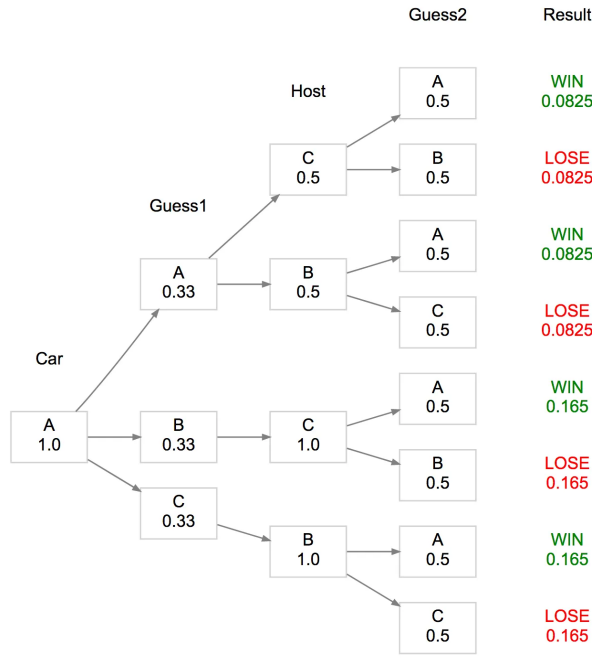 Guess2
Result
Host
A
0.5
WIN
0.0825
C
0.5
B
0.5
LOSE
0.0825
Guess1
A
0.5
WIN
0.0825
A
0.33
B
0.5
C
0.5
LOSE
0.0825
Car
A
0.5
WIN
0.165
A
1.0
B
0.33
C
1.0
B
0.5
LOSE
0.165
C
0.33
B
1.0
A
0.5
WIN
0.165
C
0.5
LOSE
0.165